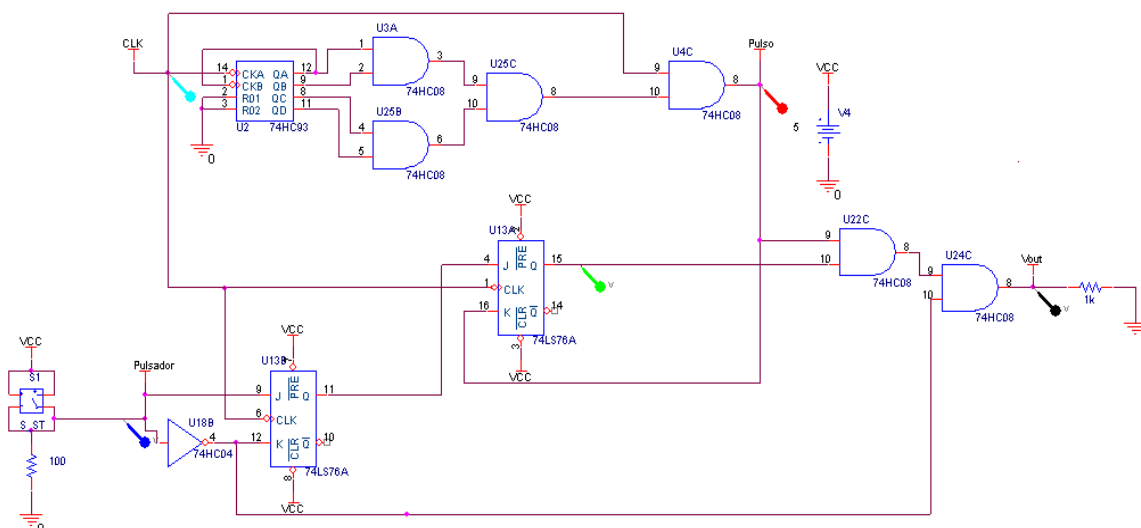 CLK
U3A
U4C
Pulso
14 CKA QA 12
1 CKB QB 9
2 R01 QC 8
3 R02 QD 11
U2 74HC93
0
1
2
3
74HC08
U25B
4
5
6
74HC08
U25C
9
10
8
74HC08
9
10
8
74HC08
VCC
5
V4
0
VCC
U13A
2
4 J PRE Q 15
1 CLK
16 K CLR Q 14
3
74LS76A
VCC
V
U22C
9
10
8
74HC08
U24C
9
10
8
74HC08
Vout
V
1k
VCC
S1
S_ST
100
0
Pulsador
V
U18B
4
74HC04
VCC
U13B
7
9 J PRE Q 11
6 CLK
12 K CLR Q 10
8
74LS76A
VCC